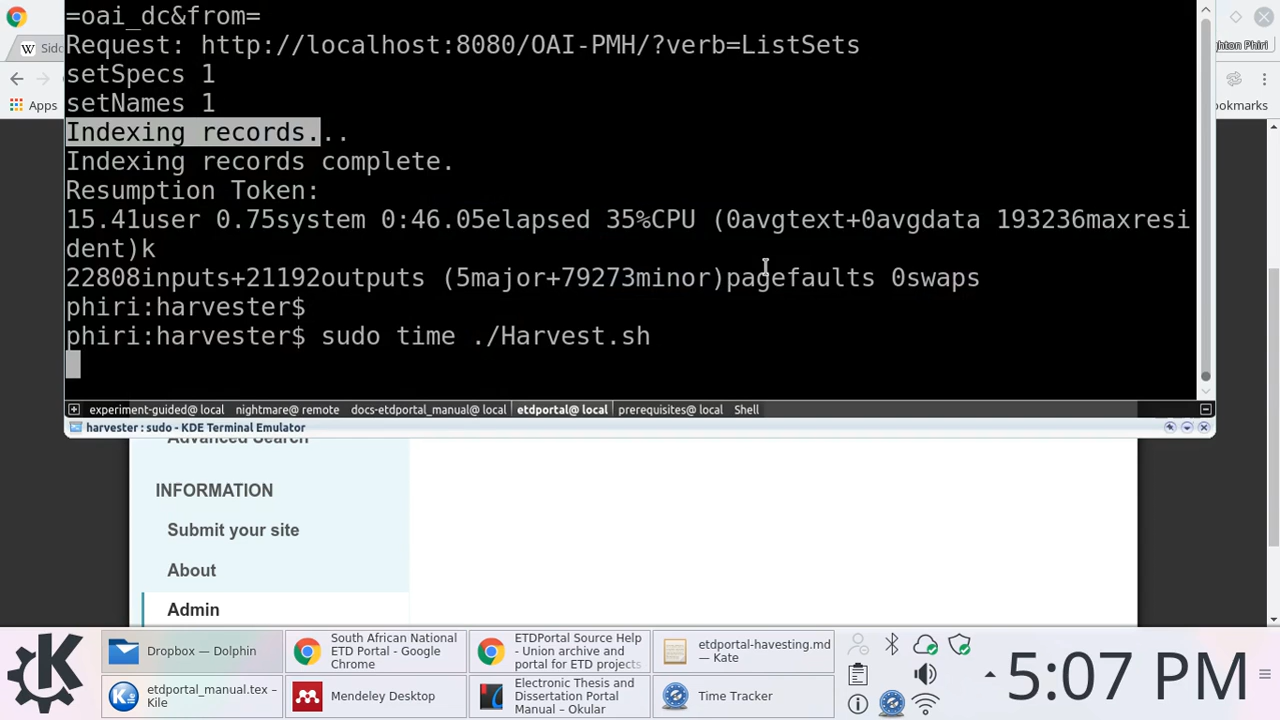 =oai_dc&from=
Request: http://localhost:8080/OAI-PMH/?verb=ListSets
setSpecs 1
setNames 1
Indexing records...
Indexing records complete.
Resumption Token:
15.41user 0.75system 0:46.05elapsed 35%CPU (0avgtext+0avgdata 193236maxresi
dent)k
22808inputs+21192outputs (5major+79273minor)pagefaults 0swaps
phiri:harvester$
phiri:harvester$ sudo time ./Harvest.sh
W Sidd
ghton Phiri
Apps
ookmarks
experiment-guided@ local nightmare@ remote docs-etdportal_manual@ local etdportal@ local prerequisites@ local Shell
harvester : sudo - KDE Terminal Emulator
Advanced Search
INFORMATION
Submit your site
About
Admin
Dropbox — Dolphin
South African National
ETD Portal - Google
Chrome
ETDPortal Source Help
- Union archive and
portal for ETD projects
etdportal-havesting.md
— Kate
etdportal_manual.tex –
Kile
Mendeley Desktop
Electronic Thesis and
Dissertation Portal
Manual – Okular
Time Tracker
5:07 PM